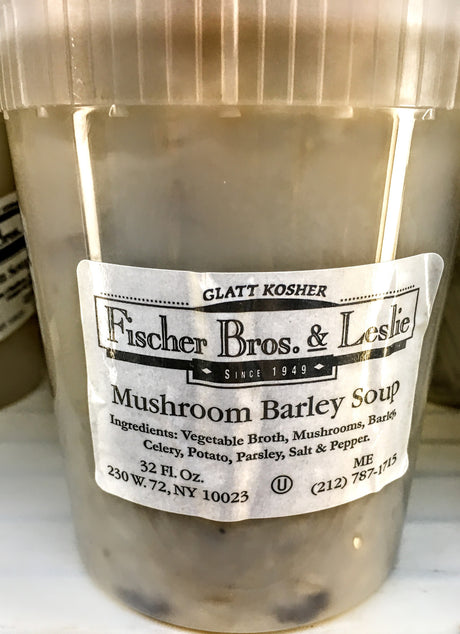 GLATT KOSHER
Fischer Bros. & Leslie
SINCE 1949
Mushroom Barley Soup
Ingredients: Vegetable Broth, Mushrooms, Barley,
Celery, Potato, Parsley, Salt & Pepper.
32 Fl. Oz. ME
230 W. 72, NY 10023 U (212) 787-1715